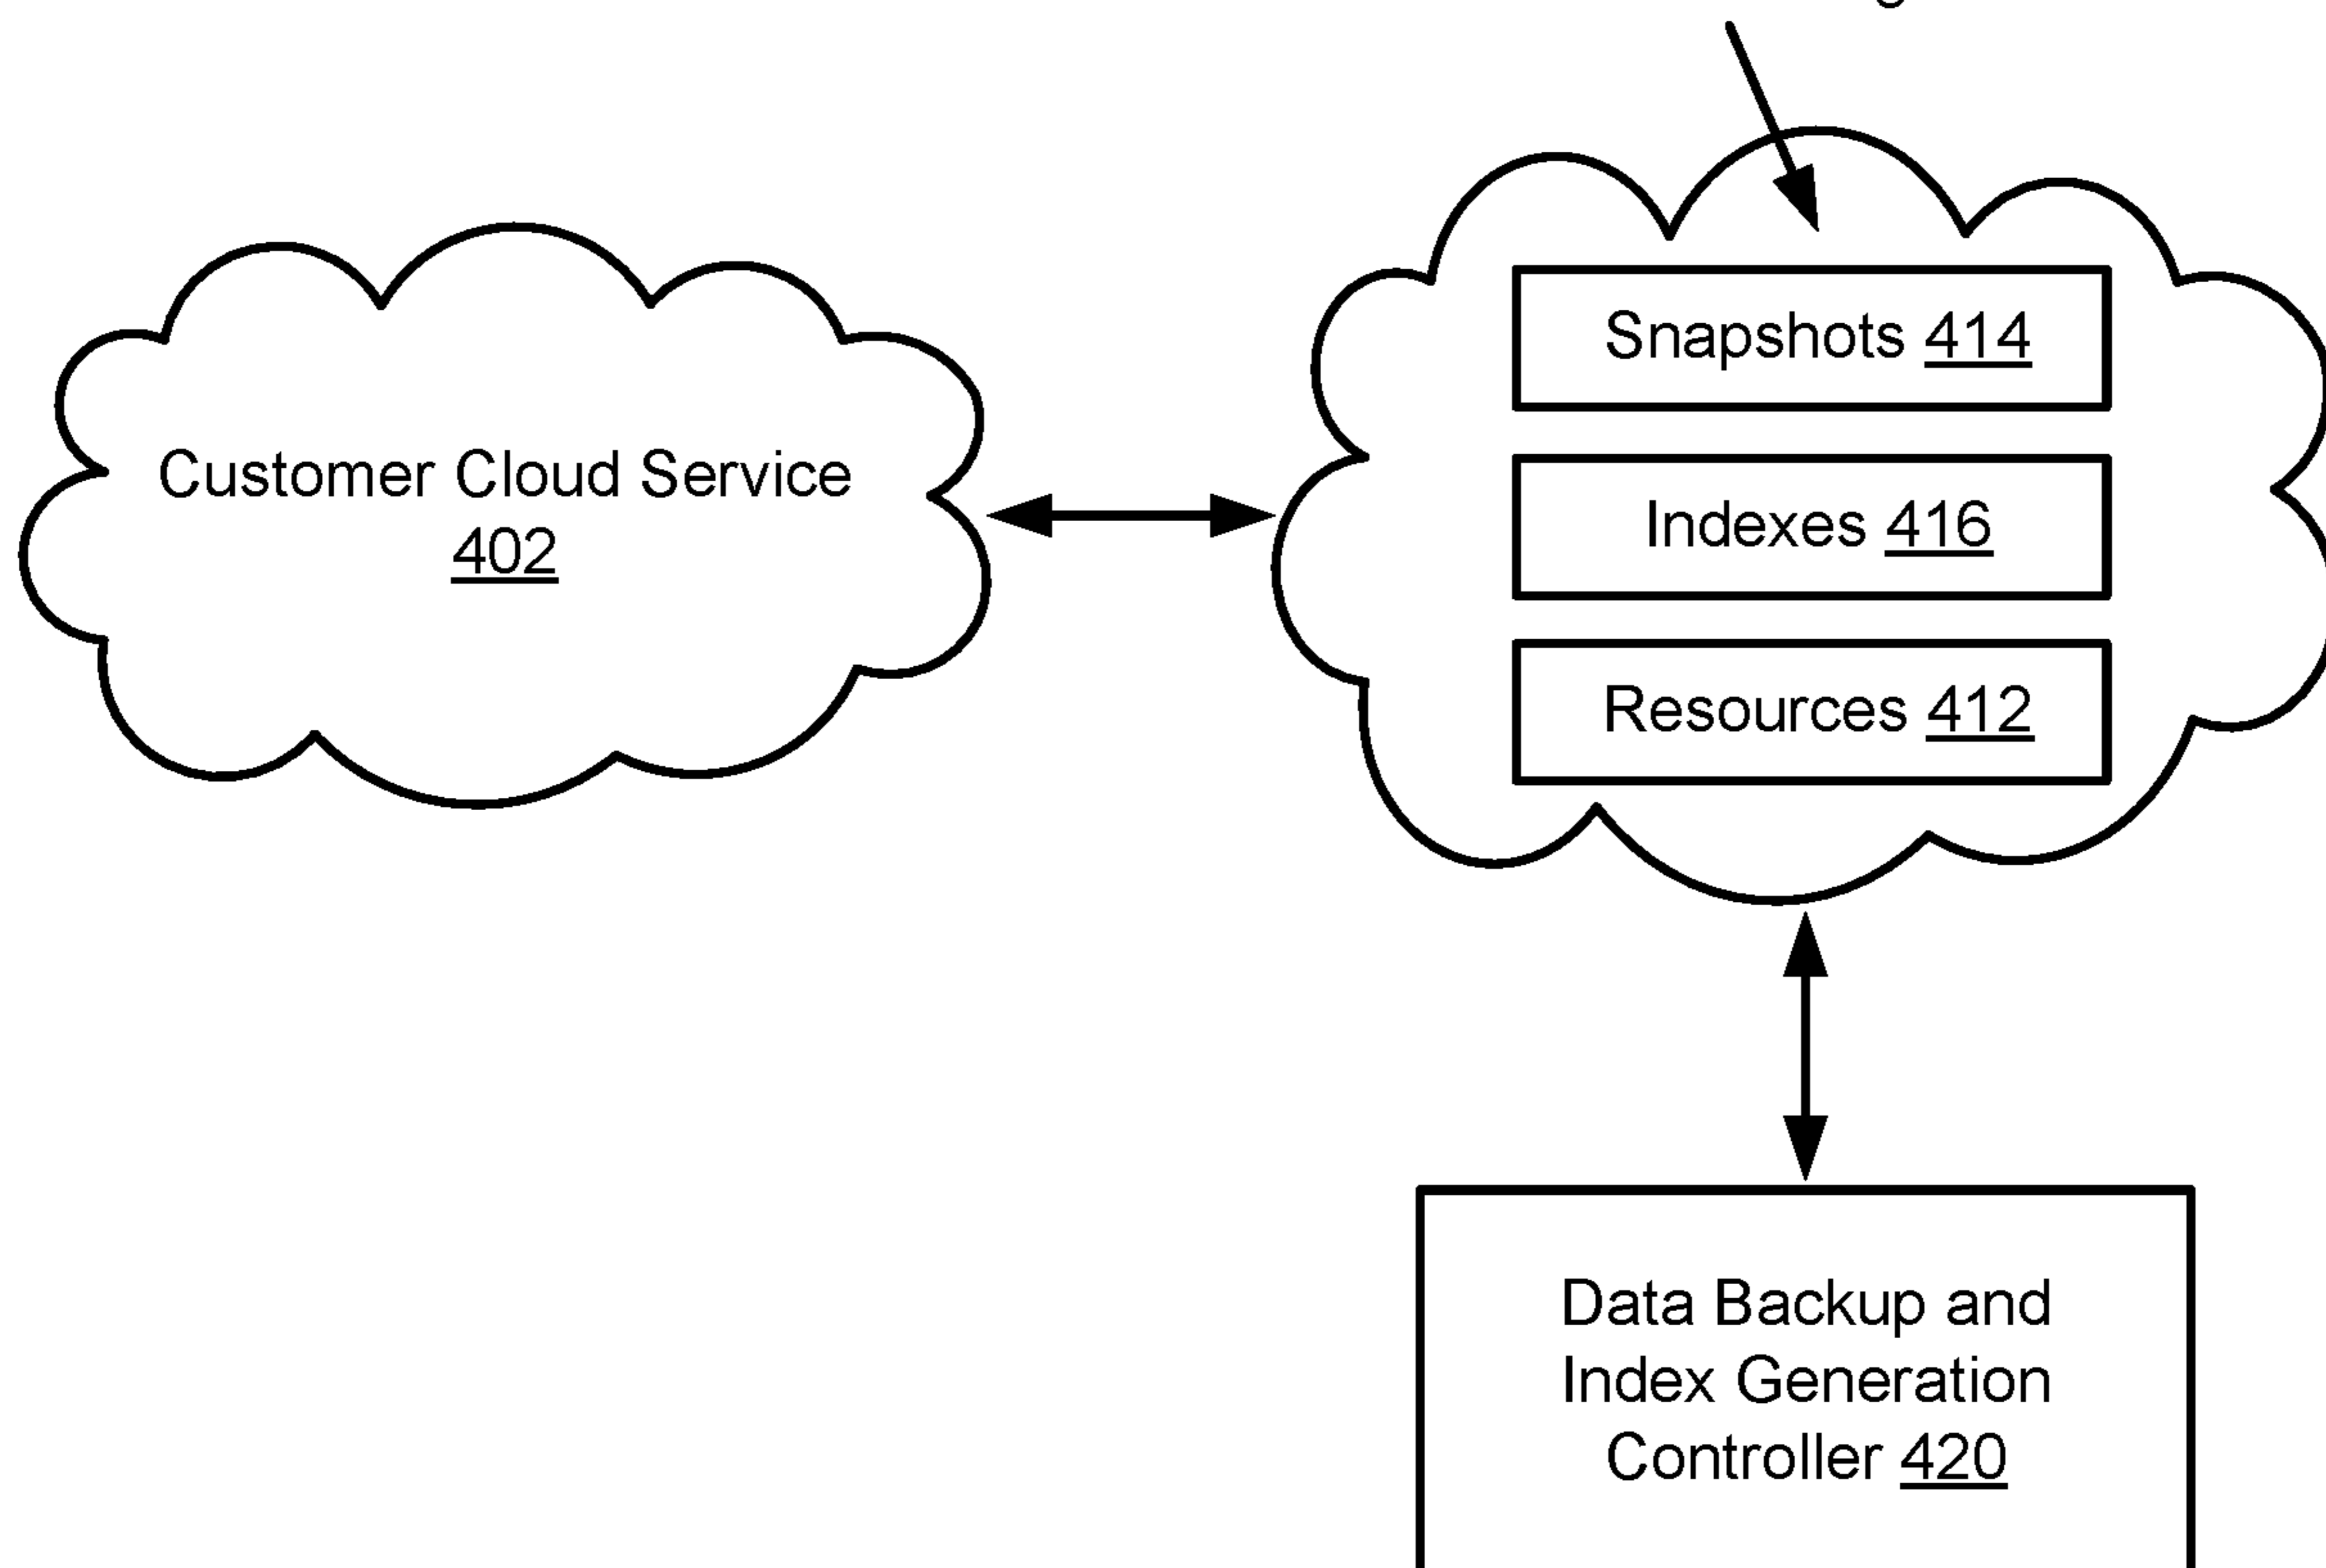 Snapshots 414
Customer Cloud Service
402
Indexes 416
Resources 412
Data Backup and
Index Generation
Controller 420